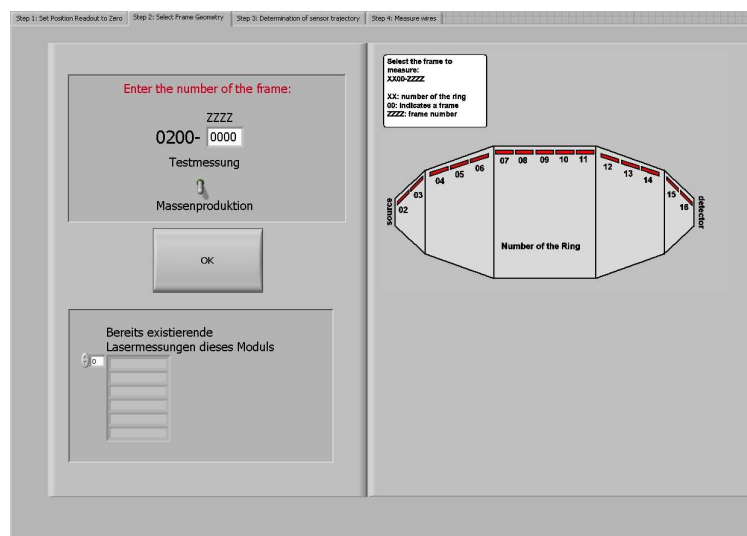 Step 1: Set Position Readout to Zero
Step 2: Select Frame Geometry
Step 3: Determination of sensor trajectory
Step 4: Measure wires
Enter the number of the frame:
ZZZZ
0200- 0000
Testmessung
Massenproduktion
OK
Bereits existierende
Lasermessungen dieses Moduls
0
Select the frame to
measure:
XX00-ZZZZ
XX: number of the ring
00: indicates a frame
ZZZZ: frame number
source
02
03
04
05
06
07
08
09
10
11
12
13
14
15
16
detector
Number of the Ring